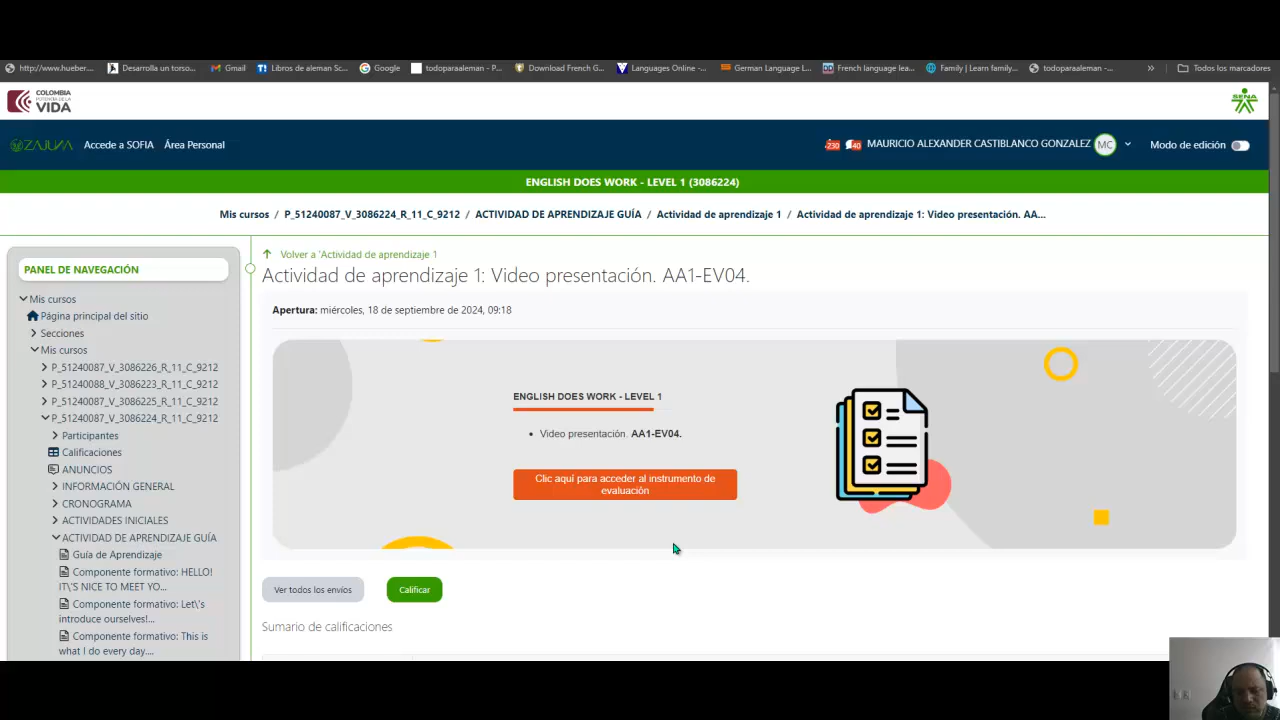 http://www.hueber....
Desarrolla un torso...
Gmail
Libros de aleman Sc...
Google
todoparaaleman - P...
Download French G...
Languages Online -...
German Language L...
French language lea...
Family | Learn family...
todoparaaleman -...
»
Todos los marcadores
COLOMBIA
POTENCIA DE LA
VIDA
SENA
ZAJUNA
Accede a SOFIA
Área Personal
230
40
MAURICIO ALEXANDER CASTIBLANCO GONZALEZ
MC
Modo de edición
ENGLISH DOES WORK - LEVEL 1 (3086224)
Mis cursos / P_51240087_V_3086224_R_11_C_9212 / ACTIVIDAD DE APRENDIZAJE GUÍA / Actividad de aprendizaje 1 / Actividad de aprendizaje 1: Video presentación. AA...
PANEL DE NAVEGACIÓN
Mis cursos
Página principal del sitio
Secciones
Mis cursos
P_51240087_V_3086226_R_11_C_9212
P_51240088_V_3086223_R_11_C_9212
P_51240087_V_3086225_R_11_C_9212
P_51240087_V_3086224_R_11_C_9212
Participantes
Calificaciones
ANUNCIOS
INFORMACIÓN GENERAL
CRONOGRAMA
ACTIVIDADES INICIALES
ACTIVIDAD DE APRENDIZAJE GUÍA
Guía de Aprendizaje
Componente formativo: HELLO!
IT\'S NICE TO MEET YO...
Componente formativo: Let\'s
introduce ourselves!...
Componente formativo: This is
what I do every day....
Volver a 'Actividad de aprendizaje 1
Actividad de aprendizaje 1: Video presentación. AA1-EV04.
Apertura: miércoles, 18 de septiembre de 2024, 09:18
ENGLISH DOES WORK - LEVEL 1
• Video presentación. AA1-EV04.
Clic aquí para acceder al instrumento de
evaluación
Ver todos los envíos
Calificar
Sumario de calificaciones